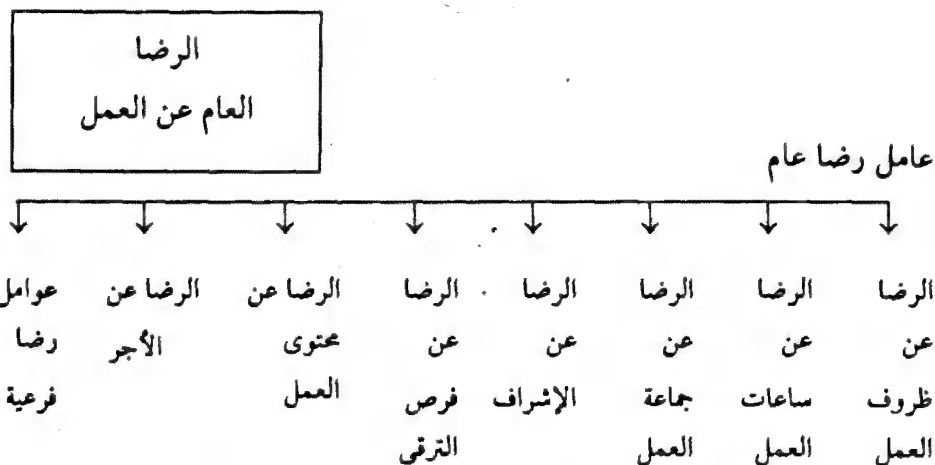 الرضا
العام عن العمل
عامل رضا عام
الرضا
عن
ظروف
العمل
الرضا
عن
ساعات
العمل
الرضا
عن
جماعة
العمل
الرضا
عن
الإشراف
الرضا
عن
فرص
الترقى
الرضا عن
محتوى
العمل
الرضا عن
الأجر
عوامل
رضا
فرعية